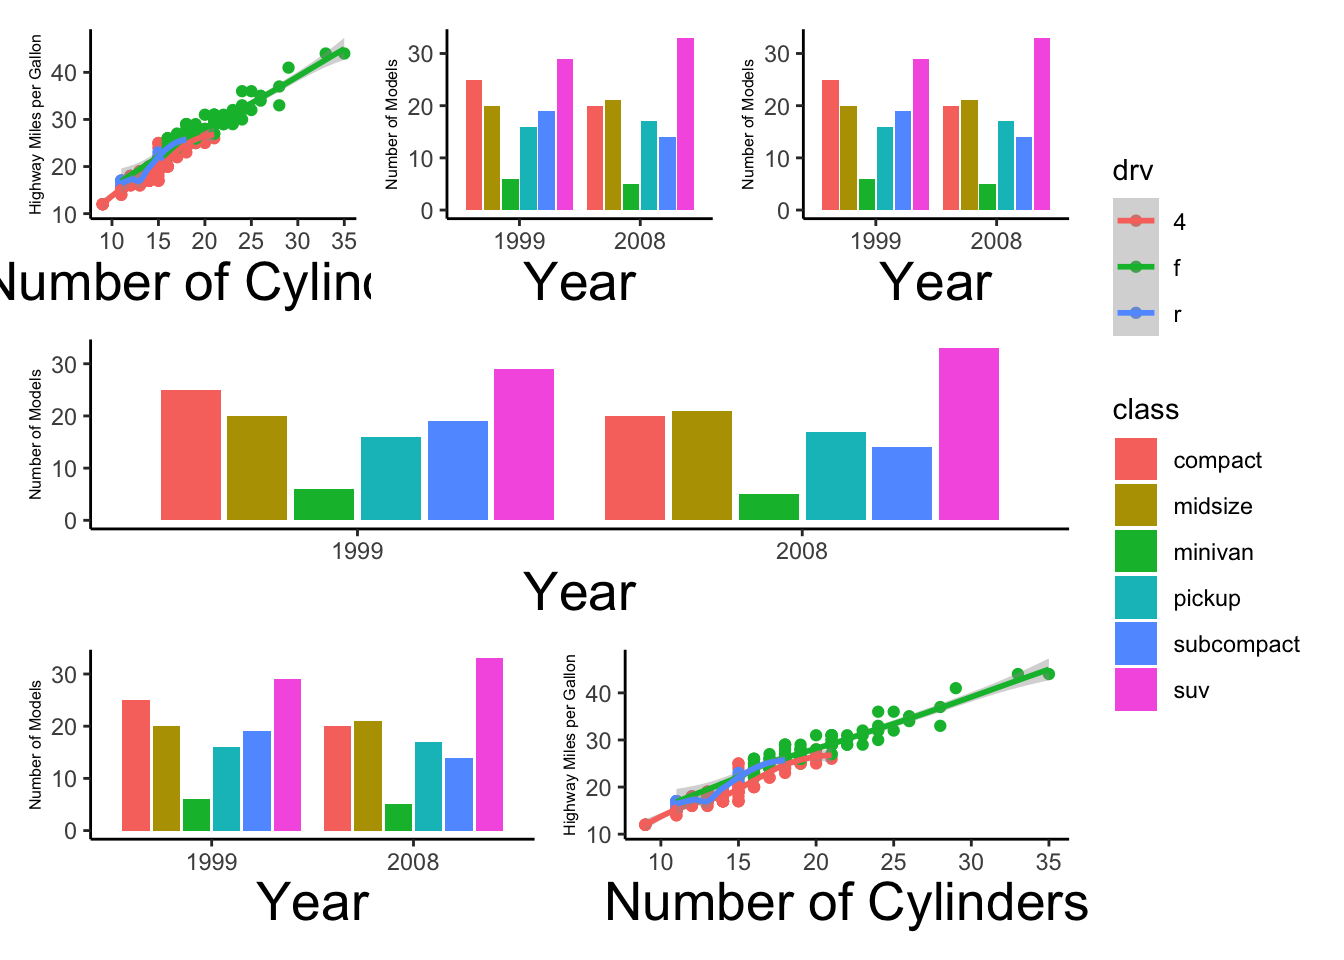 Highway Miles per Gallon
40
30
20
10
10 15 20 25 30 35
Number of Cylind
Number of Models
30
20
10
0
1999 2008
Year
Number of Models
30
20
10
0
1999 2008
Year
Number of Models
30
20
10
0
1999 2008
Year
Number of Models
30
20
10
0
1999 2008
Year
Highway Miles per Gallon
40
30
20
10
10 15 20 25 30 35
Number of Cylinders
drv
4
f
r
class
compact
midsize
minivan
pickup
subcompact
suv